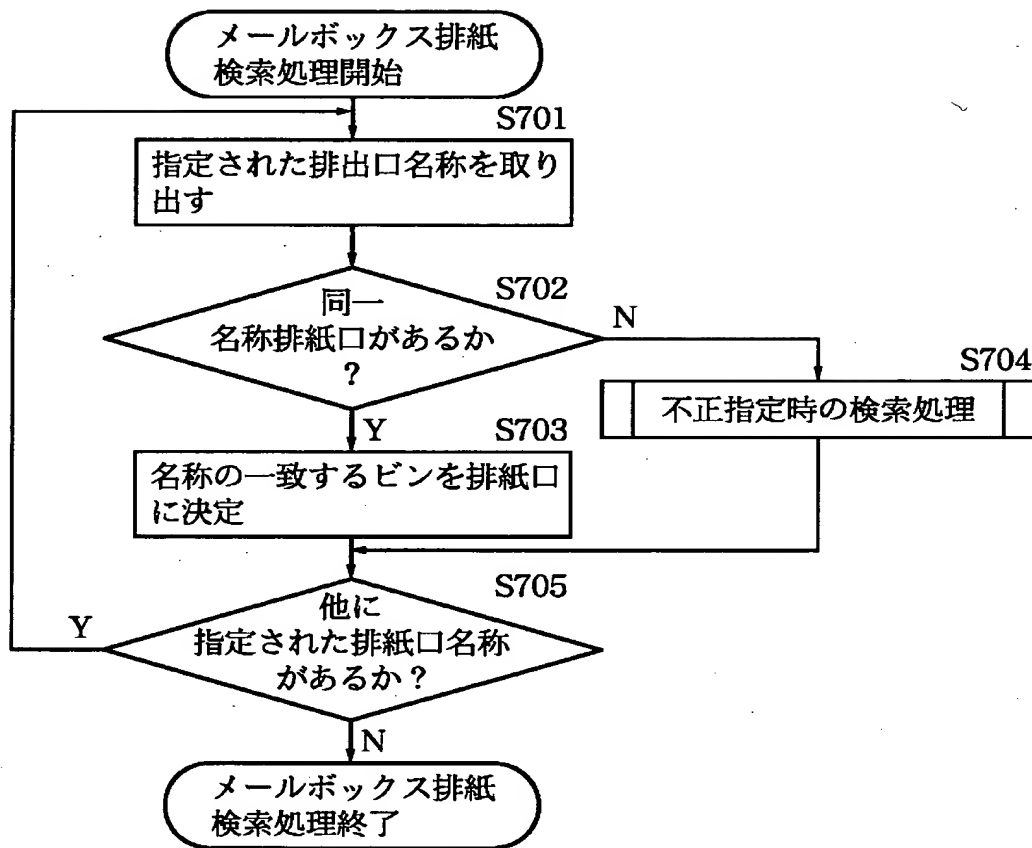 メールボックス排紙
検索処理開始
S701
指定された排出口名称を取り
出す
S702
同一
名称排紙口があるか
？
N
Y
S704
不正指定時の検索処理
S703
名称の一致するビンを排紙口
に決定
S705
他に
指定された排紙口名称
があるか？
Y
N
メールボックス排紙
検索処理終了